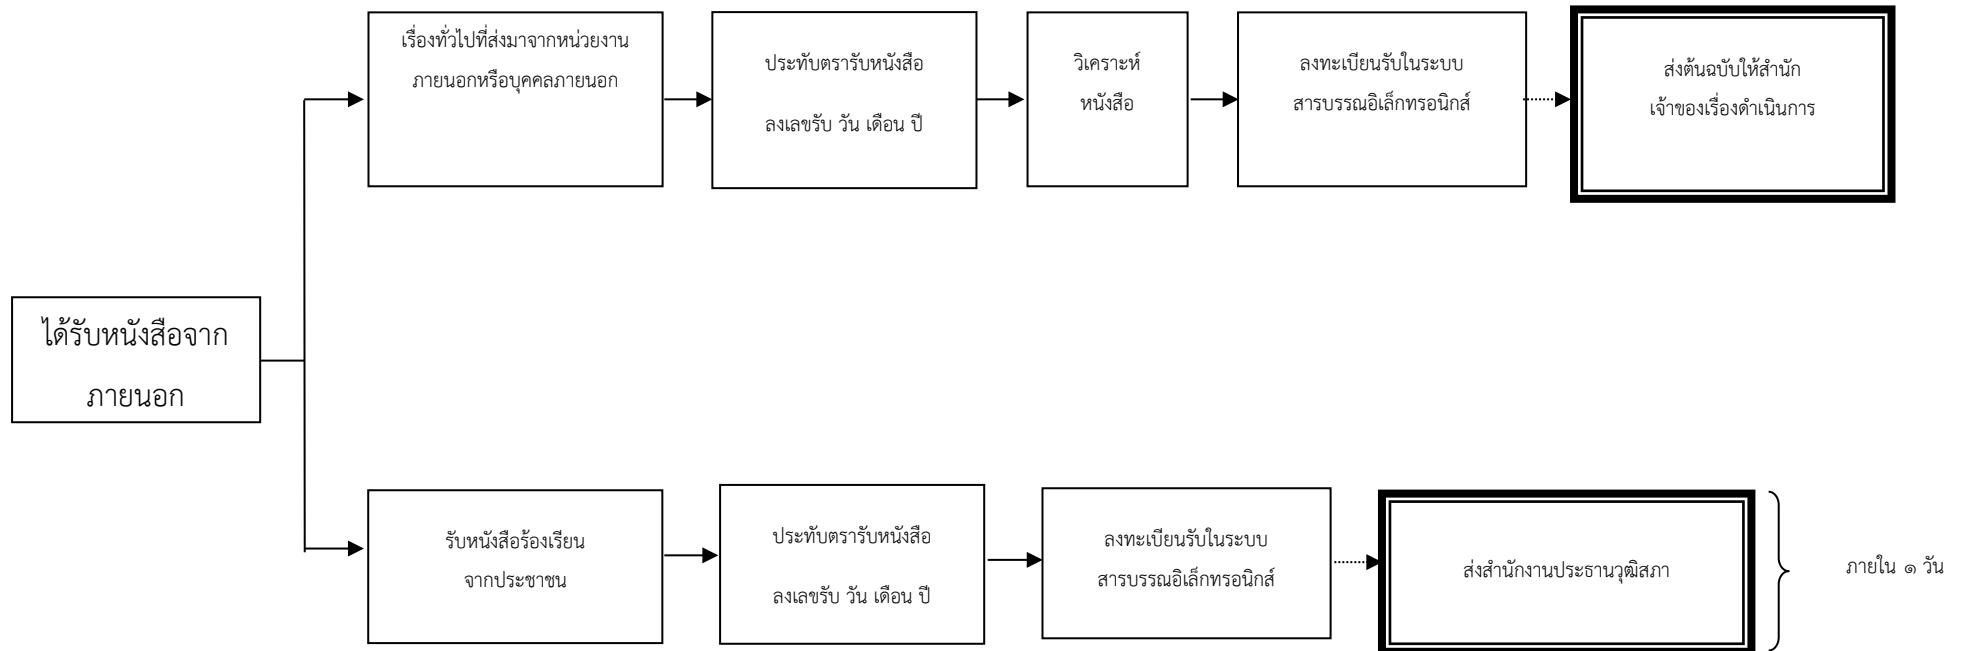 เรื่องทั่วไปที่ส่งมาจากหน่วยงาน
ภายนอกหรือบุคคลภายนอก
ประทับตรารับหนังสือ
ลงเลขรับ วัน เดือน ปี
วิเคราะห์
หนังสือ
ลงทะเบียนรับในระบบ
สารบรรณอิเล็กทรอนิกส์
ส่งต้นฉบับให้สำนัก
เจ้าของเรื่องดำเนินการ
ได้รับหนังสือจาก
ภายนอก
รับหนังสือร้องเรียน
จากประชาชน
ประทับตรารับหนังสือ
ลงเลขรับ วัน เดือน ปี
ลงทะเบียนรับในระบบ
สารบรรณอิเล็กทรอนิกส์
ส่งสำนักงานประธานวุฒิสภา
ภายใน ๑ วัน